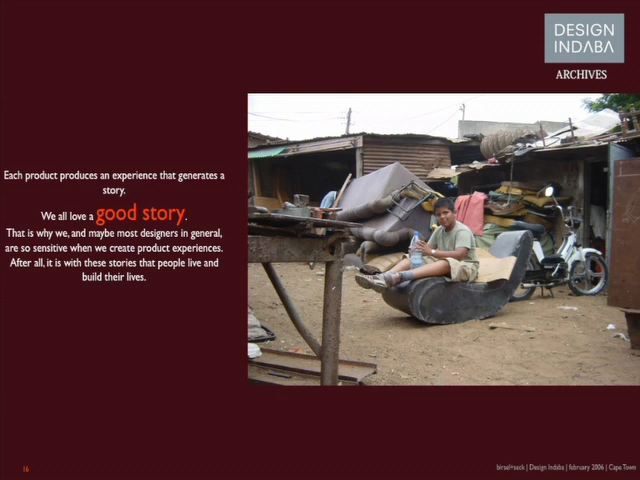 DESIGN
INDABA
ARCHIVES
Each product produces an experience that generates a
story.
We all love a good story.
That is why we, and maybe most designers in general,
are so sensitive when we create product experiences.
After all, it is with these stories that people live and
build their lives.
16
birsel+seck | Design Indaba | february 2006 | Cape Town